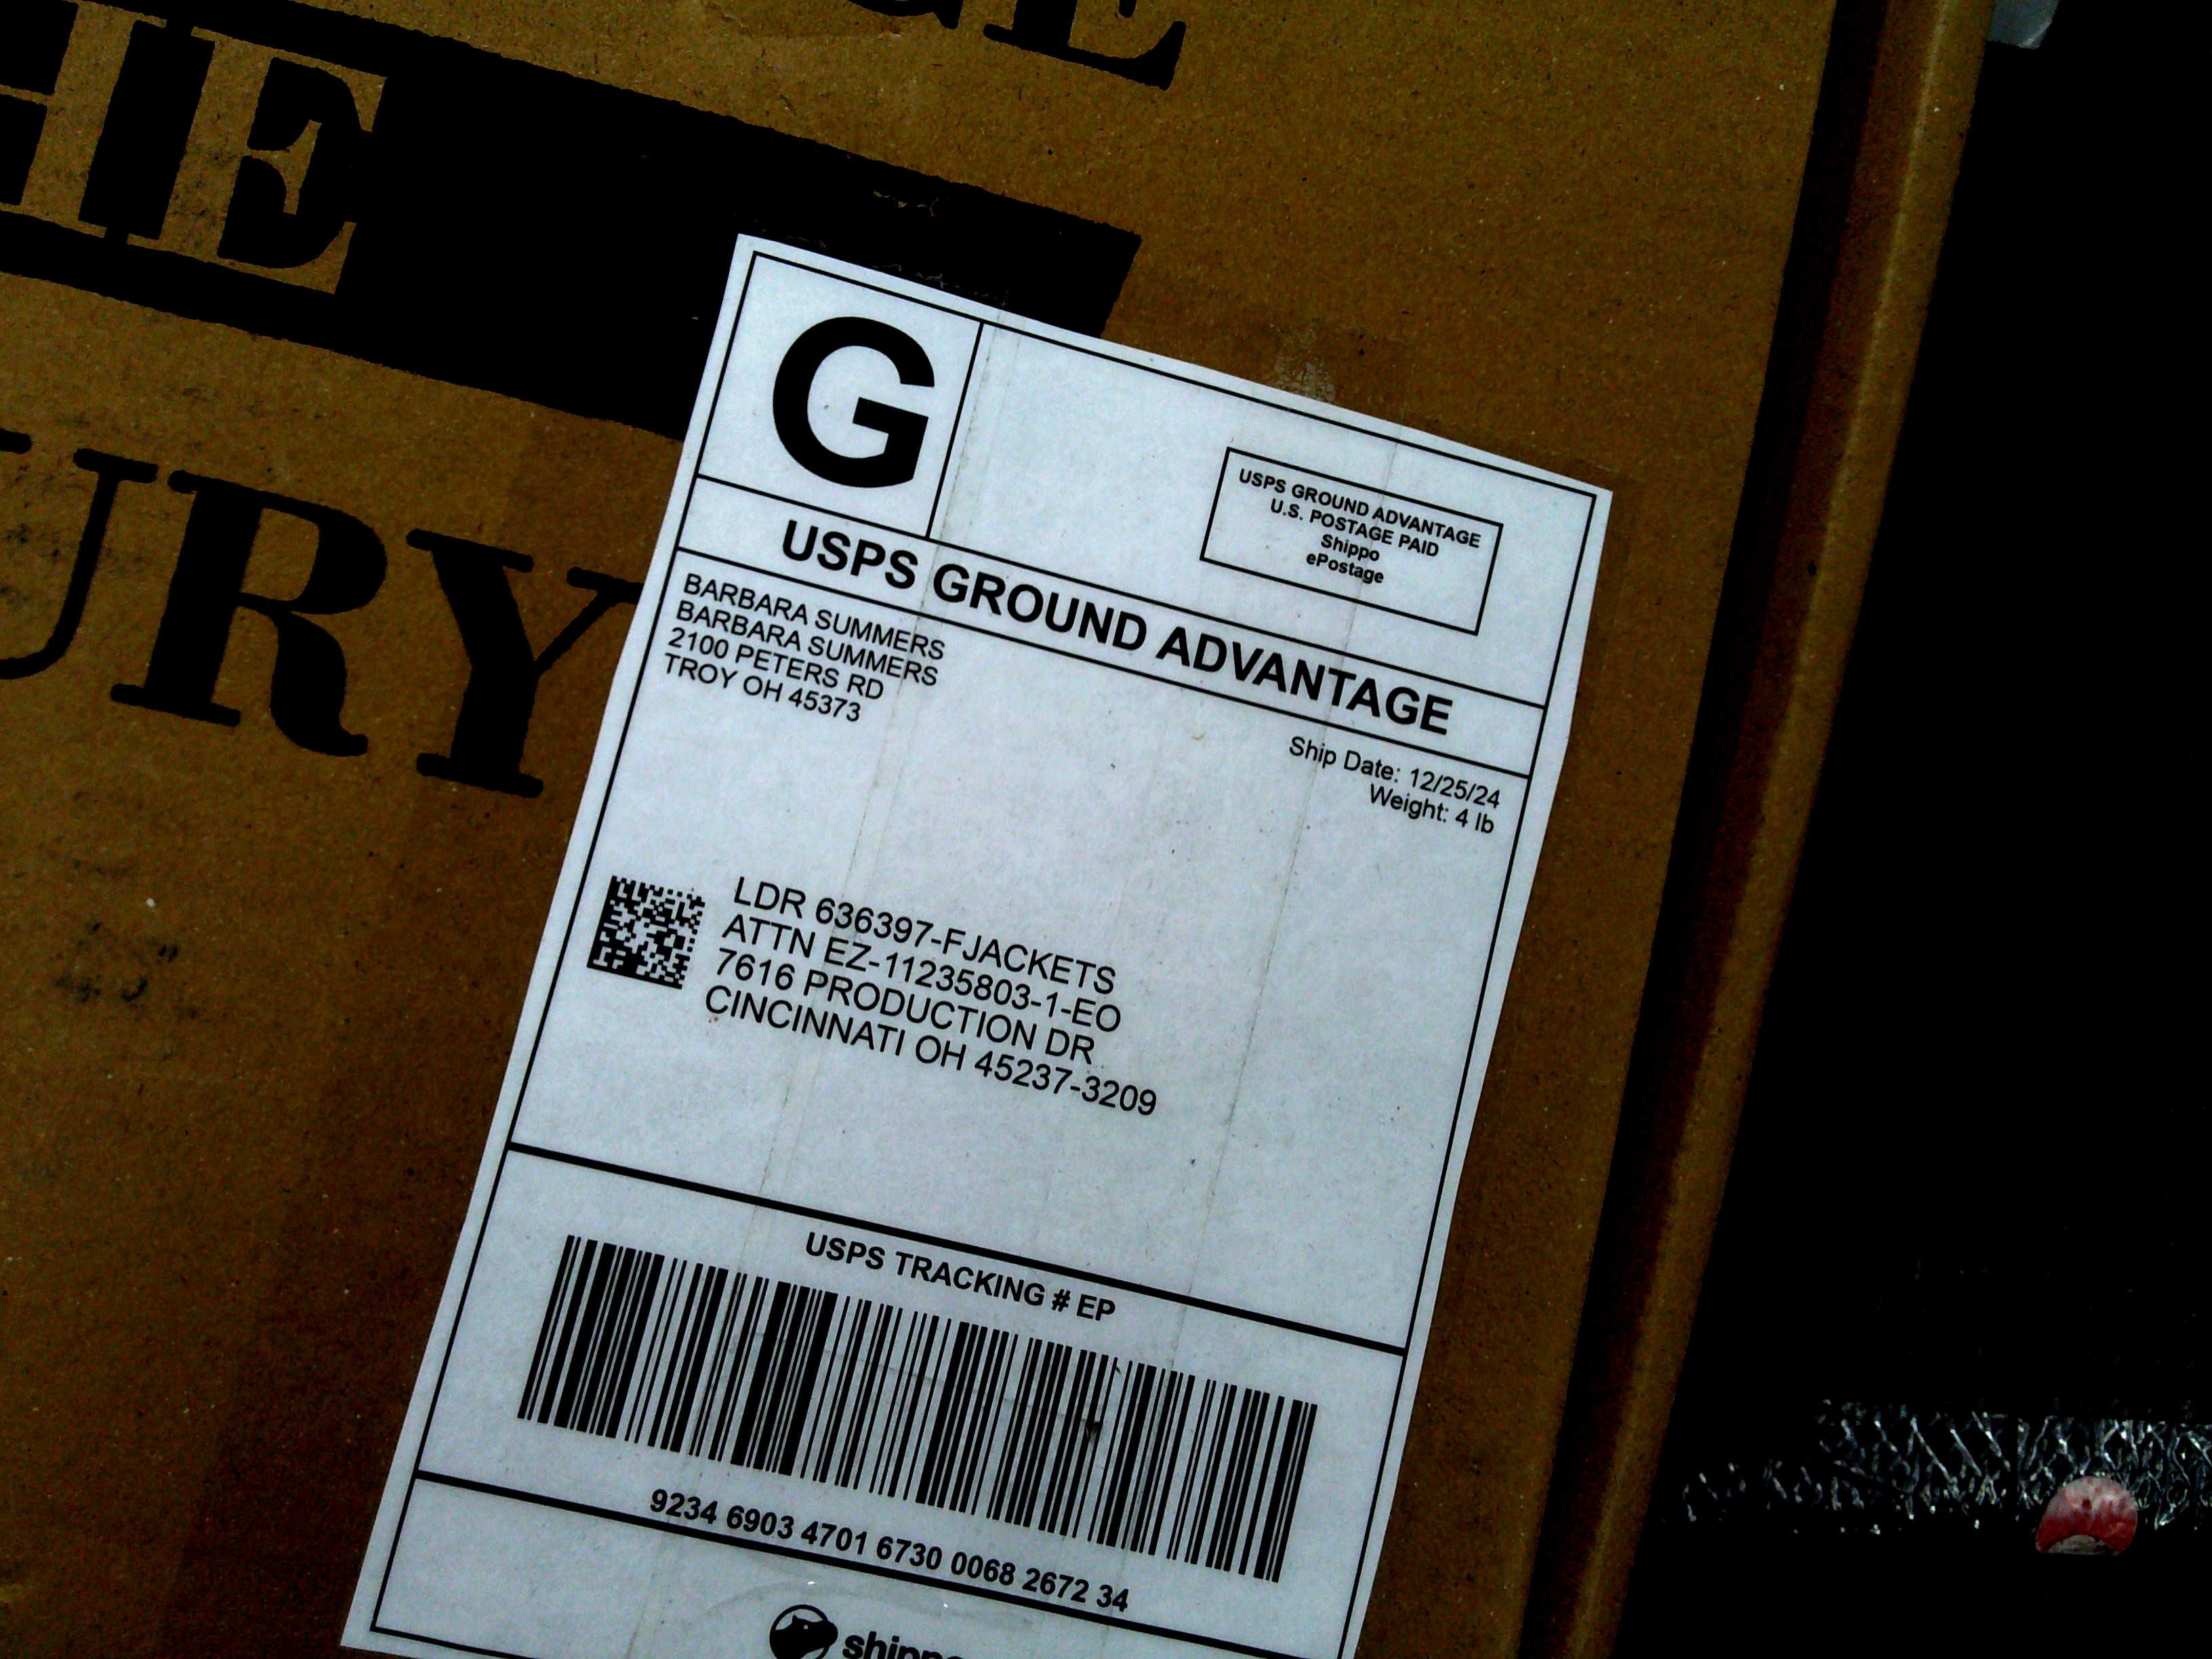 GE
HE
URY
G
USPS GROUND ADVANTAGE
U.S. POSTAGE PAID
Shippo
ePostage
USPS GROUND ADVANTAGE
BARBARA SUMMERS
BARBARA SUMMERS
2100 PETERS RD
TROY OH 45373
Ship Date: 12/25/24
Weight: 4 lb
LDR 636397-FJACKETS
ATTN EZ-11235803-1-EO
7616 PRODUCTION DR
CINCINNATI OH 45237-3209
USPS TRACKING # EP
9234 6903 4701 6730 0068 2672 34
shippo